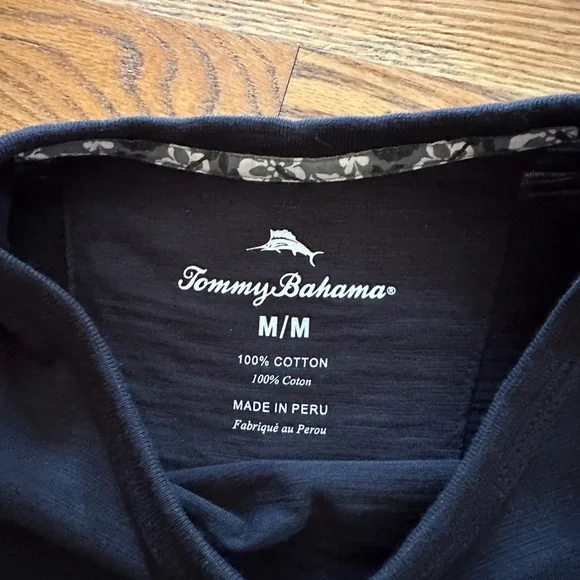 Tommy Bahama®
M/M
100% COTTON
100% Coton
MADE IN PERU
Fabriqué au Perou